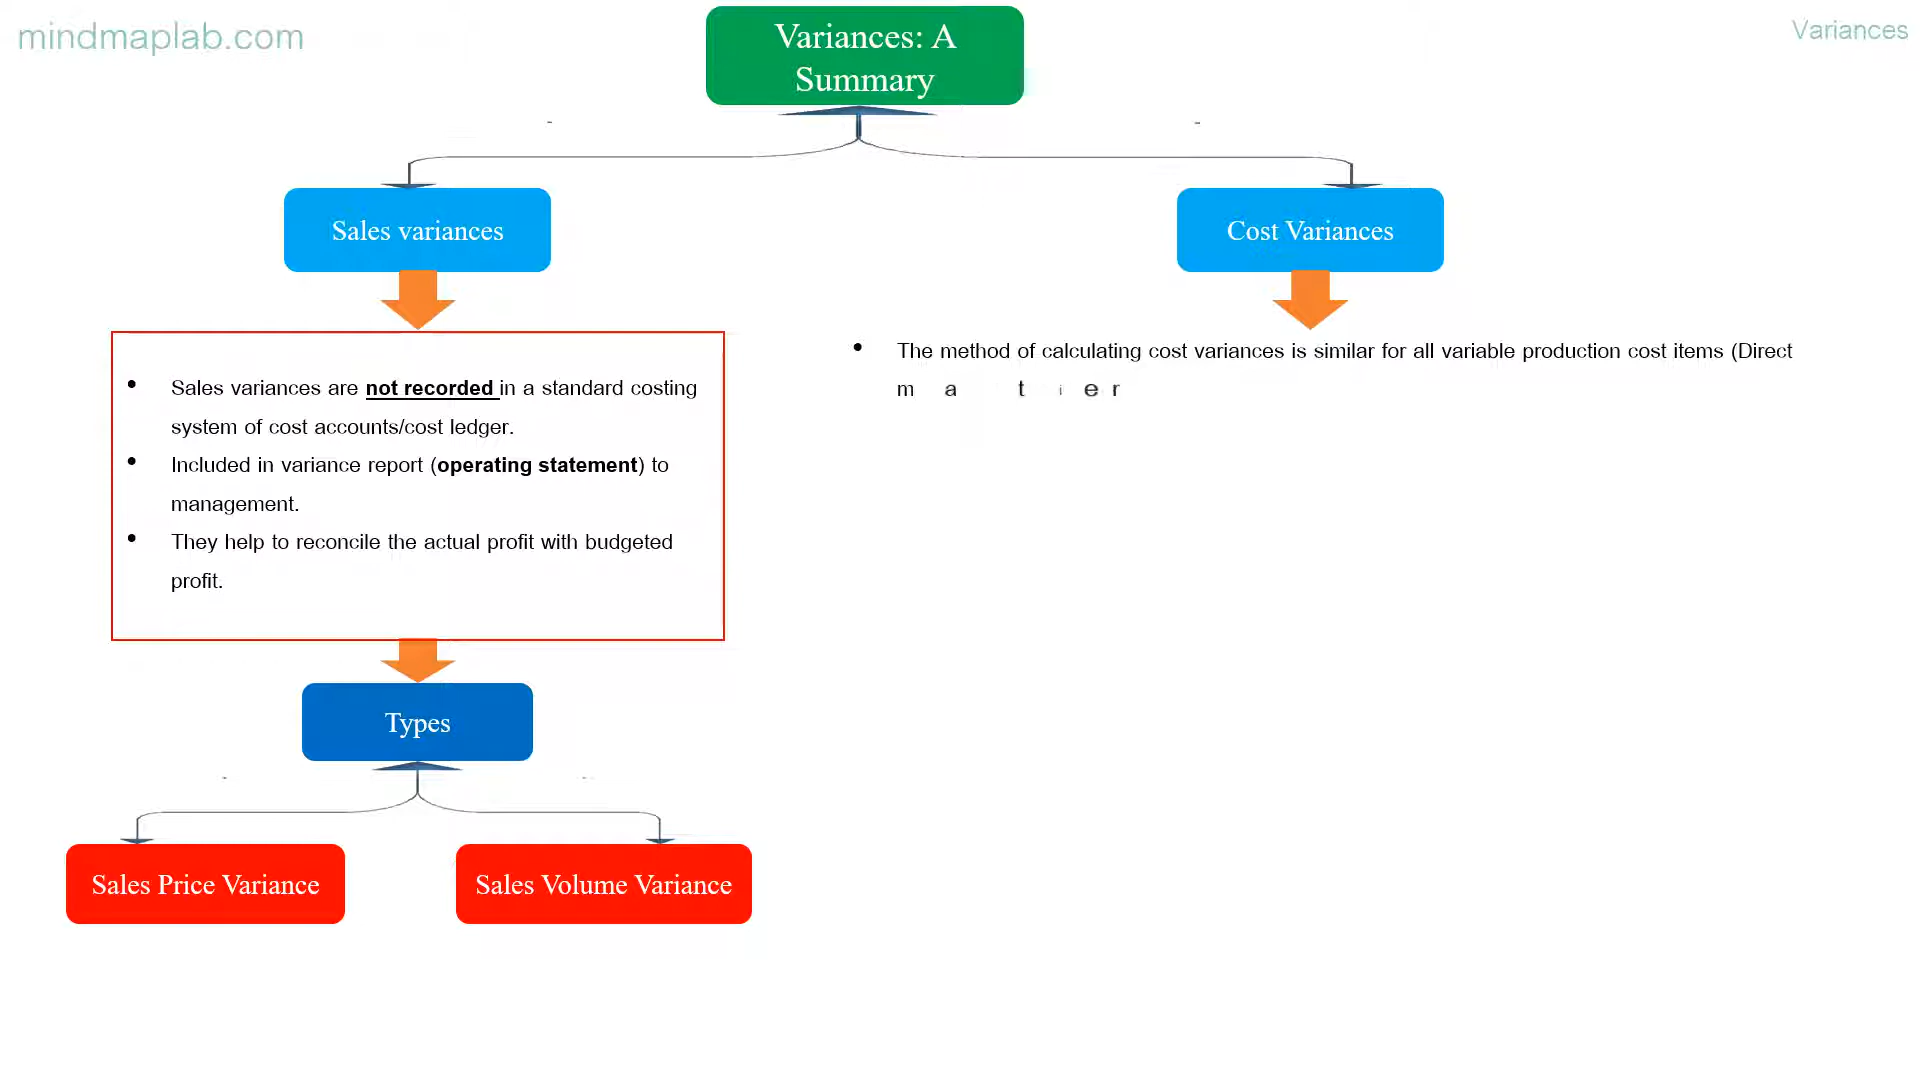 mindmaplab.com
Variances
Variances: A
Summary
Sales variances
Cost Variances
Sales variances are not recorded in a standard costing
system of cost accounts/cost ledger.
Included in variance report (operating statement) to
management.
They help to reconcile the actual profit with budgeted
profit.
The method of calculating cost variances is similar for all variable production cost items (Direct
Types
Sales Price Variance
Sales Volume Variance